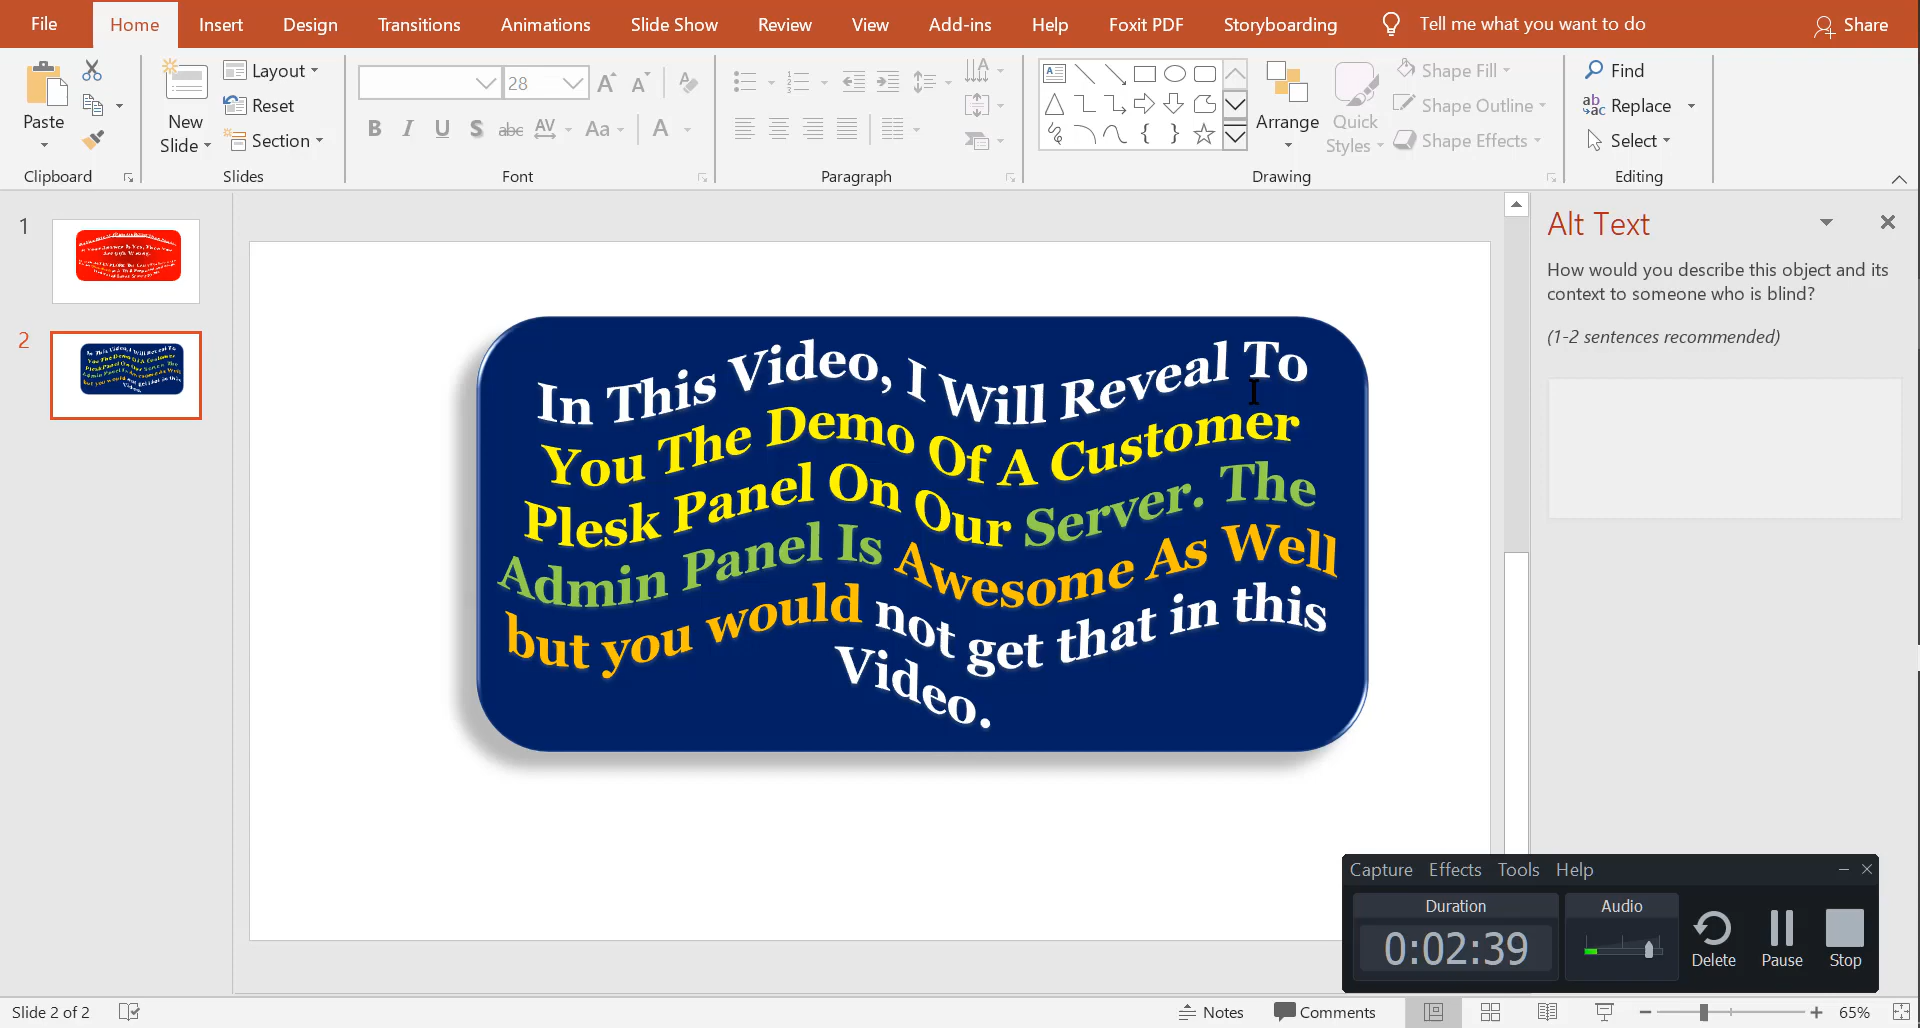 File Home Insert Design Transitions Animations Slide Show Review View Add-ins Help Foxit PDF Storyboarding Tell me what you want to do Share
Paste
Clipboard
New Slide
Layout
Reset
Section
Slides
28
B I U S abc AV Aa A
Font
Paragraph
Arrange
Quick Styles
Shape Fill
Shape Outline
Shape Effects
Drawing
Find
Replace
Select
Editing
1
2
In This Video, I Will Reveal To
You The Demo Of A Customer
Plesk Panel On Our Server. The
Admin Panel Is Awesome As Well
but you would not get that in this
Video.
Alt Text
How would you describe this object and its
context to someone who is blind?
(1-2 sentences recommended)
Capture Effects Tools Help
Duration
0:02:39
Audio
Delete Pause Stop
Slide 2 of 2
Notes Comments 65%